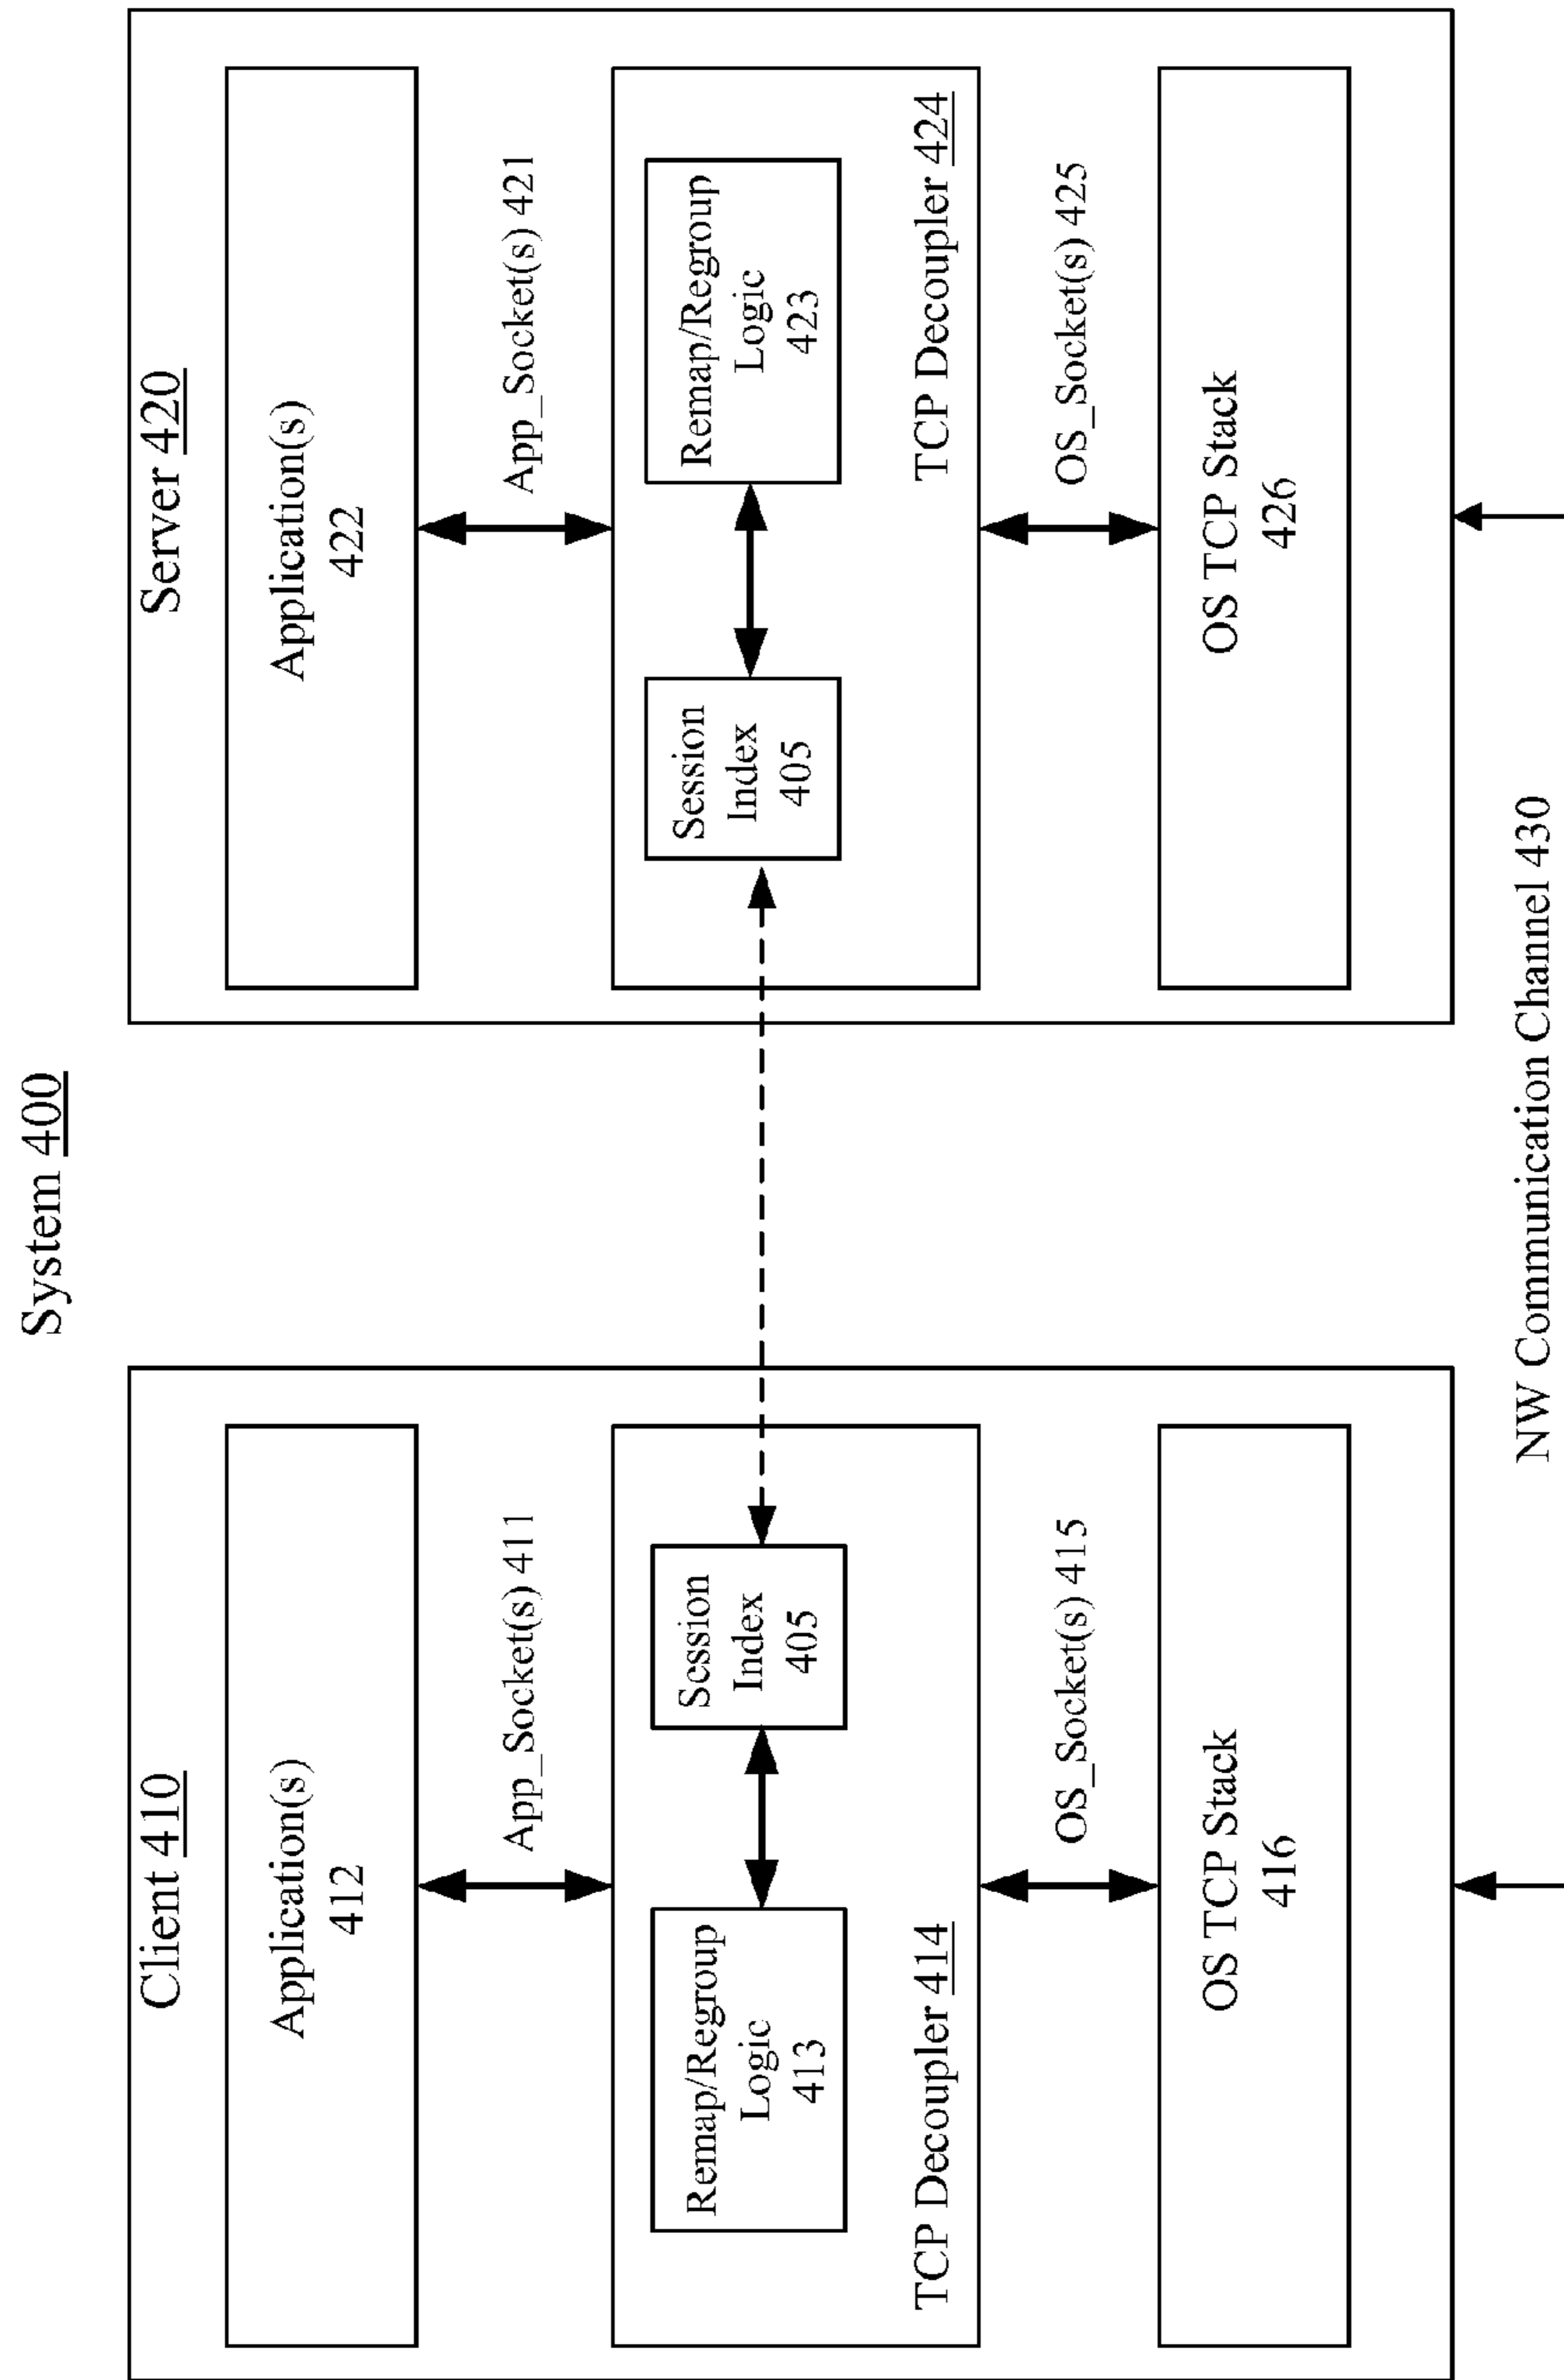 System 400
Client 410
Application(s)
412
App_Socket(s) 411
Remap/Regroup
Logic
413
Session
Index
405
TCP Decoupler 414
OS_Socket(s) 415
OS TCP Stack
416
Server 420
Application(s)
422
App_Socket(s) 421
Session
Index
405
Remap/Regroup
Logic
423
TCP Decoupler 424
OS_Socket(s) 425
OS TCP Stack
426
NW Communication Channel 430